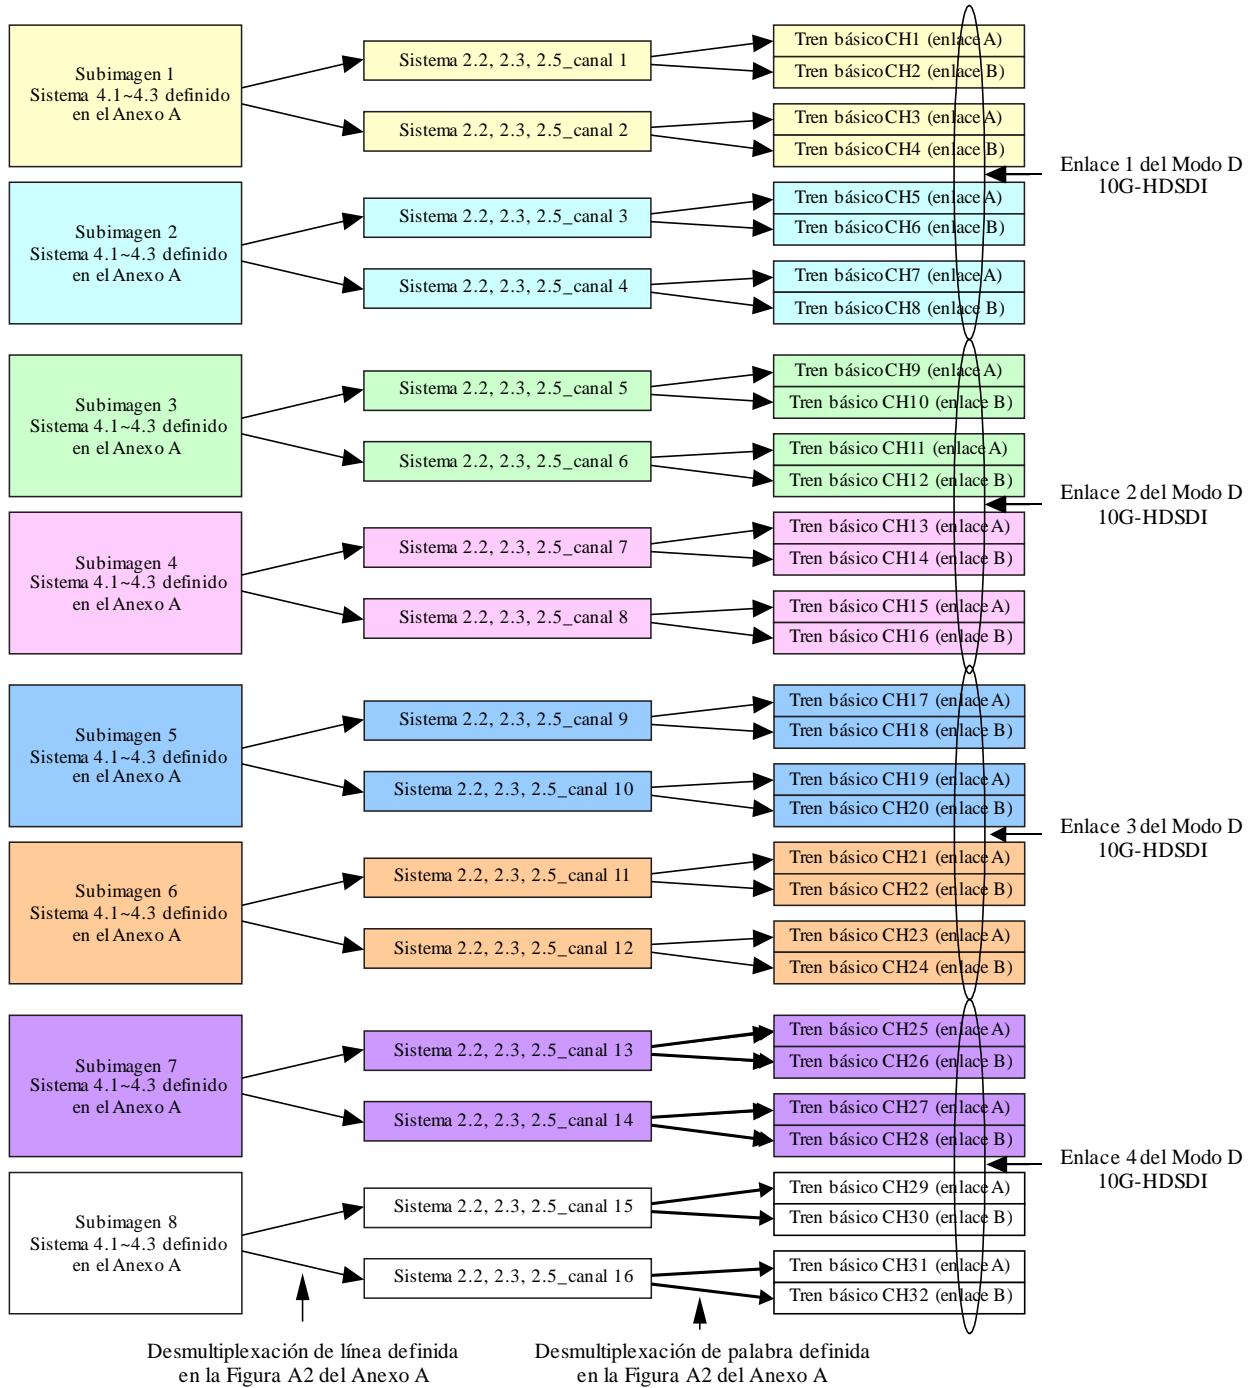 Subimagen 1
Sistema 4.1~4.3 definido
en el Anexo A
Sistema 2.2, 2.3, 2.5_canal 1
Sistema 2.2, 2.3, 2.5_canal 2
Tren básico CH1 (enlace A)
Tren básico CH2 (enlace B)
Tren básico CH3 (enlace A)
Tren básico CH4 (enlace B)
Enlace 1 del Modo D
10G-HDSDI
Subimagen 2
Sistema 4.1~4.3 definido
en el Anexo A
Sistema 2.2, 2.3, 2.5_canal 3
Sistema 2.2, 2.3, 2.5_canal 4
Tren básico CH5 (enlace A)
Tren básico CH6 (enlace B)
Tren básico CH7 (enlace A)
Tren básico CH8 (enlace B)
Subimagen 3
Sistema 4.1~4.3 definido
en el Anexo A
Sistema 2.2, 2.3, 2.5_canal 5
Sistema 2.2, 2.3, 2.5_canal 6
Tren básico CH9 (enlace A)
Tren básico CH10 (enlace B)
Tren básico CH11 (enlace A)
Tren básico CH12 (enlace B)
Enlace 2 del Modo D
10G-HDSDI
Subimagen 4
Sistema 4.1~4.3 definido
en el Anexo A
Sistema 2.2, 2.3, 2.5_canal 7
Sistema 2.2, 2.3, 2.5_canal 8
Tren básico CH13 (enlace A)
Tren básico CH14 (enlace B)
Tren básico CH15 (enlace A)
Tren básico CH16 (enlace B)
Subimagen 5
Sistema 4.1~4.3 definido
en el Anexo A
Sistema 2.2, 2.3, 2.5_canal 9
Sistema 2.2, 2.3, 2.5_canal 10
Tren básico CH17 (enlace A)
Tren básico CH18 (enlace B)
Tren básico CH19 (enlace A)
Tren básico CH20 (enlace B)
Enlace 3 del Modo D
10G-HDSDI
Subimagen 6
Sistema 4.1~4.3 definido
en el Anexo A
Sistema 2.2, 2.3, 2.5_canal 11
Sistema 2.2, 2.3, 2.5_canal 12
Tren básico CH21 (enlace A)
Tren básico CH22 (enlace B)
Tren básico CH23 (enlace A)
Tren básico CH24 (enlace B)
Subimagen 7
Sistema 4.1~4.3 definido
en el Anexo A
Sistema 2.2, 2.3, 2.5_canal 13
Sistema 2.2, 2.3, 2.5_canal 14
Tren básico CH25 (enlace A)
Tren básico CH26 (enlace B)
Tren básico CH27 (enlace A)
Tren básico CH28 (enlace B)
Enlace 4 del Modo D
10G-HDSDI
Subimagen 8
Sistema 4.1~4.3 definido
en el Anexo A
Sistema 2.2, 2.3, 2.5_canal 15
Sistema 2.2, 2.3, 2.5_canal 16
Tren básico CH29 (enlace A)
Tren básico CH30 (enlace B)
Tren básico CH31 (enlace A)
Tren básico CH32 (enlace B)
Desmultiplexación de línea definida
en la Figura A2 del Anexo A
Desmultiplexación de palabra definida
en la Figura A2 del Anexo A